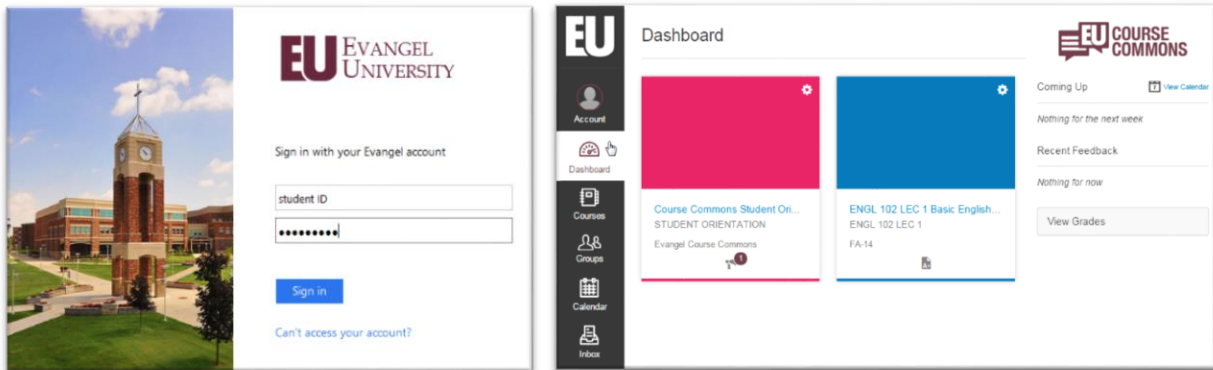 EU EVANGEL
UNIVERSITY
Sign in with your Evangel account
student ID
•••••••••
Sign in
Can't access your account?
EU
Account
Dashboard
Courses
Groups
Calendar
Inbox
Dashboard
Course Commons Student Ori...
STUDENT ORIENTATION
Evangel Course Commons
1
ENGL 102 LEC 1 Basic English...
ENGL 102 LEC 1
FA-14
EU COURSE
COMMONS
Coming Up
7 View Calendar
Nothing for the next week
Recent Feedback
Nothing for now
View Grades